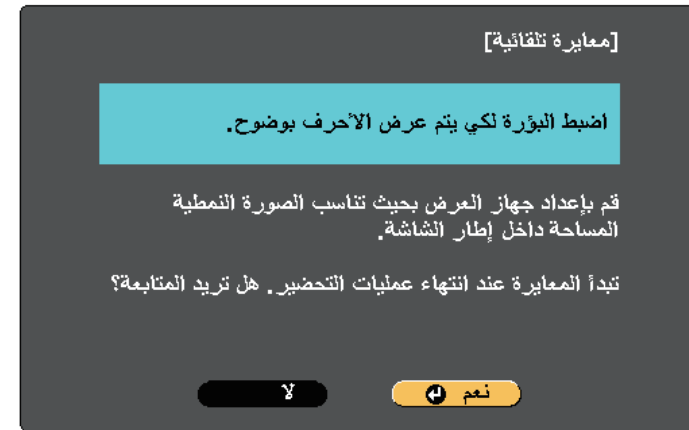 [معايرة تلقائية]
اضبط البؤرة لكي يتم عرض الأحرف بوضوح.
قم بإعداد جهاز العرض بحيث تناسب الصورة النمطية
المساحة داخل إطار الشاشة.
تبدأ المعايرة عند انتهاء عمليات التحضير. هل تريد المتابعة؟
نعم
لا